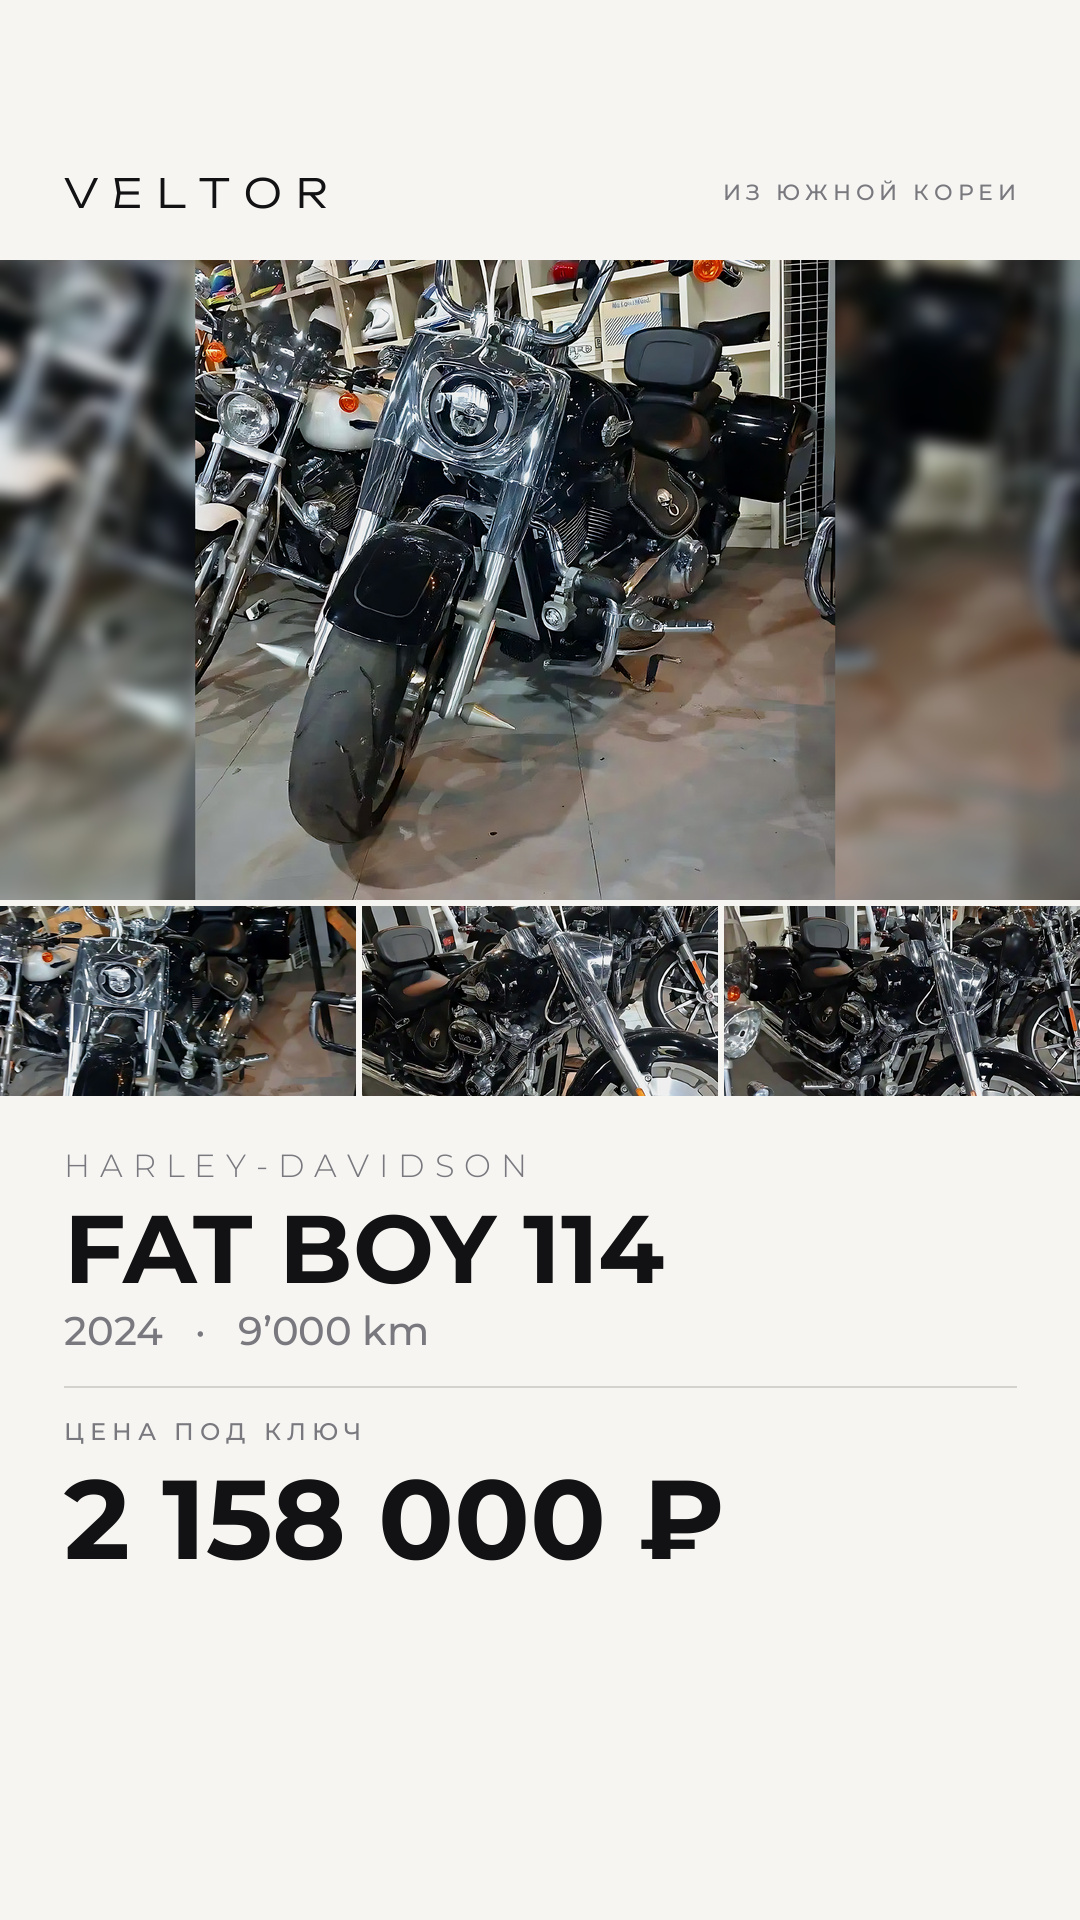 VELTOR
ИЗ ЮЖНОЙ КОРЕИ
HARLEY-DAVIDSON
FAT BOY 114
2024 · 9’000 km
ЦЕНА ПОД КЛЮЧ
2 158 000 ₽